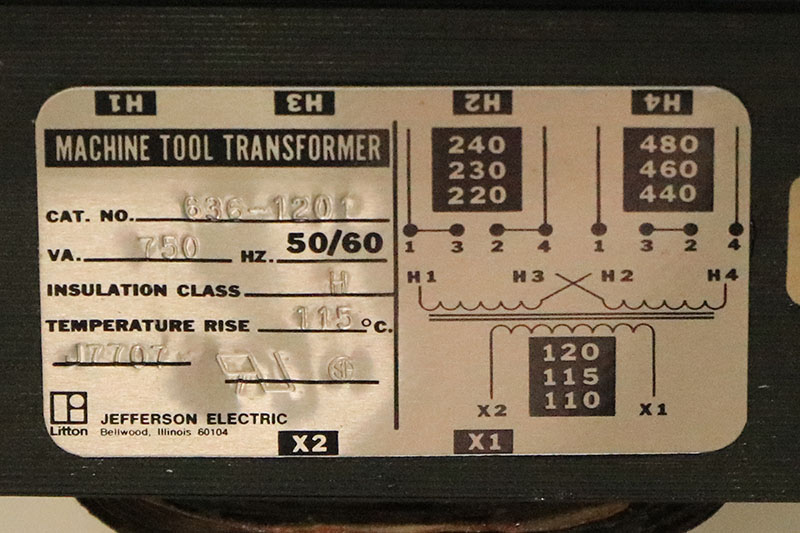 H1 H3 H2 H4
MACHINE TOOL TRANSFORMER
CAT. NO. 636-1201
VA. 750 HZ. 50/60
INSULATION CLASS H
TEMPERATURE RISE 115 °C.
J7707
Litton
JEFFERSON ELECTRIC
Bellwood, Illinois 60104
X2 X1
240
230
220
480
460
440
1 3 2 4 1 3 2 4
H1 H3 H2 H4
120
115
110
X2 X1